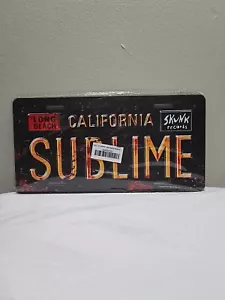 LONG
BEACH
CALIFORNIA
SKUNK
records
SUBLIME